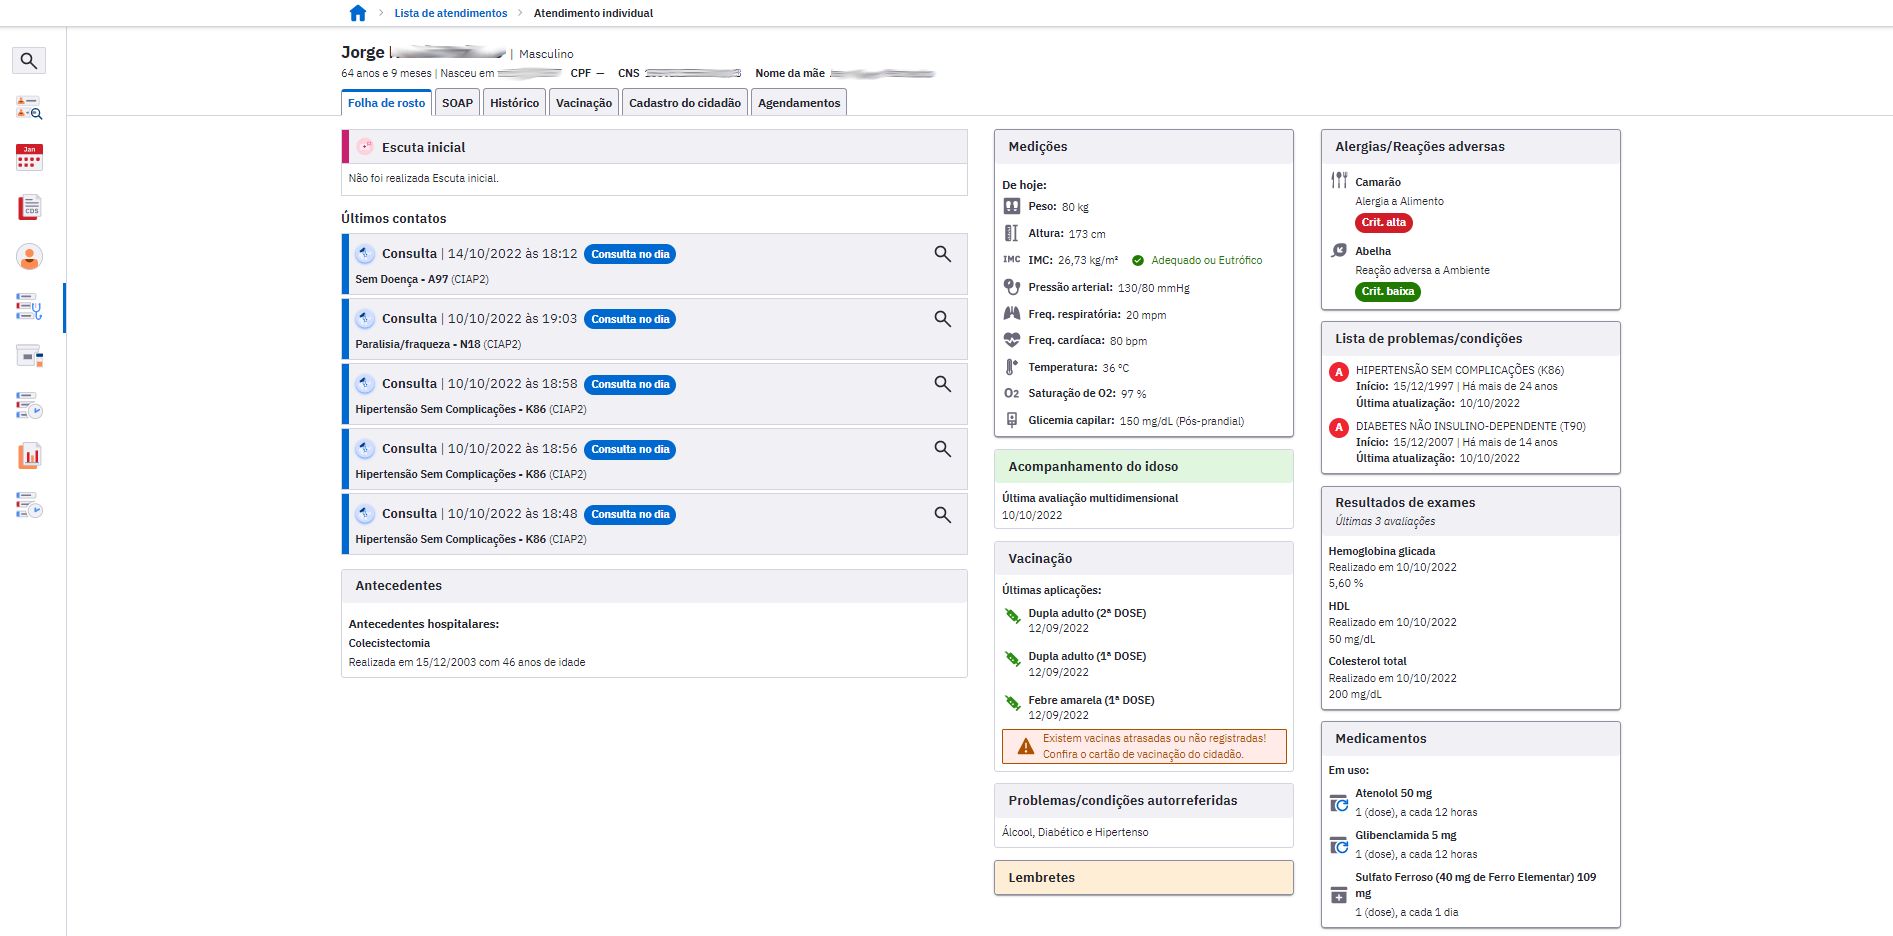 Lista de atendimentos
Atendimento individual
Jorge | Masculino
64 anos e 9 meses | Nasceu em CPF — CNS Nome da mãe
Folha de rosto SOAP Histórico Vacinação Cadastro do cidadão Agendamentos
Jan
CDS
Escuta inicial
Não foi realizada Escuta inicial.
Últimos contatos
Consulta | 14/10/2022 às 18:12 Consulta no dia
Sem Doença - A97 (CIAP2)
Consulta | 10/10/2022 às 19:03 Consulta no dia
Paralisia/fraqueza - N18 (CIAP2)
Consulta | 10/10/2022 às 18:58 Consulta no dia
Hipertensão Sem Complicações - K86 (CIAP2)
Consulta | 10/10/2022 às 18:56 Consulta no dia
Hipertensão Sem Complicações - K86 (CIAP2)
Consulta | 10/10/2022 às 18:48 Consulta no dia
Hipertensão Sem Complicações - K86 (CIAP2)
Antecedentes
Antecedentes hospitalares:
Colecistectomia
Realizada em 15/12/2003 com 46 anos de idade
Medições
De hoje:
Peso: 80 kg
Altura: 173 cm
IMC IMC: 26,73 kg/m² Adequado ou Eutrófico
Pressão arterial: 130/80 mmHg
Freq. respiratória: 20 mpm
Freq. cardíaca: 80 bpm
Temperatura: 36 ºC
O2 Saturação de O2: 97 %
Glicemia capilar: 150 mg/dL (Pós-prandial)
Acompanhamento do idoso
Última avaliação multidimensional
10/10/2022
Vacinação
Últimas aplicações:
Dupla adulto (2ª DOSE)
12/09/2022
Dupla adulto (1ª DOSE)
12/09/2022
Febre amarela (1ª DOSE)
12/09/2022
Existem vacinas atrasadas ou não registradas!
Confira o cartão de vacinação do cidadão.
Problemas/condições autorreferidas
Álcool, Diabético e Hipertenso
Lembretes
Alergias/Reações adversas
Camarão
Alergia a Alimento
Crit. alta
Abelha
Reação adversa a Ambiente
Crit. baixa
Lista de problemas/condições
A HIPERTENSÃO SEM COMPLICAÇÕES (K86)
Início: 15/12/1997 | Há mais de 24 anos
Última atualização: 10/10/2022
A DIABETES NÃO INSULINO-DEPENDENTE (T90)
Início: 15/12/2007 | Há mais de 14 anos
Última atualização: 10/10/2022
Resultados de exames
Últimas 3 avaliações
Hemoglobina glicada
Realizado em 10/10/2022
5,60 %
HDL
Realizado em 10/10/2022
50 mg/dL
Colesterol total
Realizado em 10/10/2022
200 mg/dL
Medicamentos
Em uso:
Atenolol 50 mg
1 (dose), a cada 12 horas
Glibenclamida 5 mg
1 (dose), a cada 12 horas
Sulfato Ferroso (40 mg de Ferro Elementar) 109
mg
1 (dose), a cada 1 dia